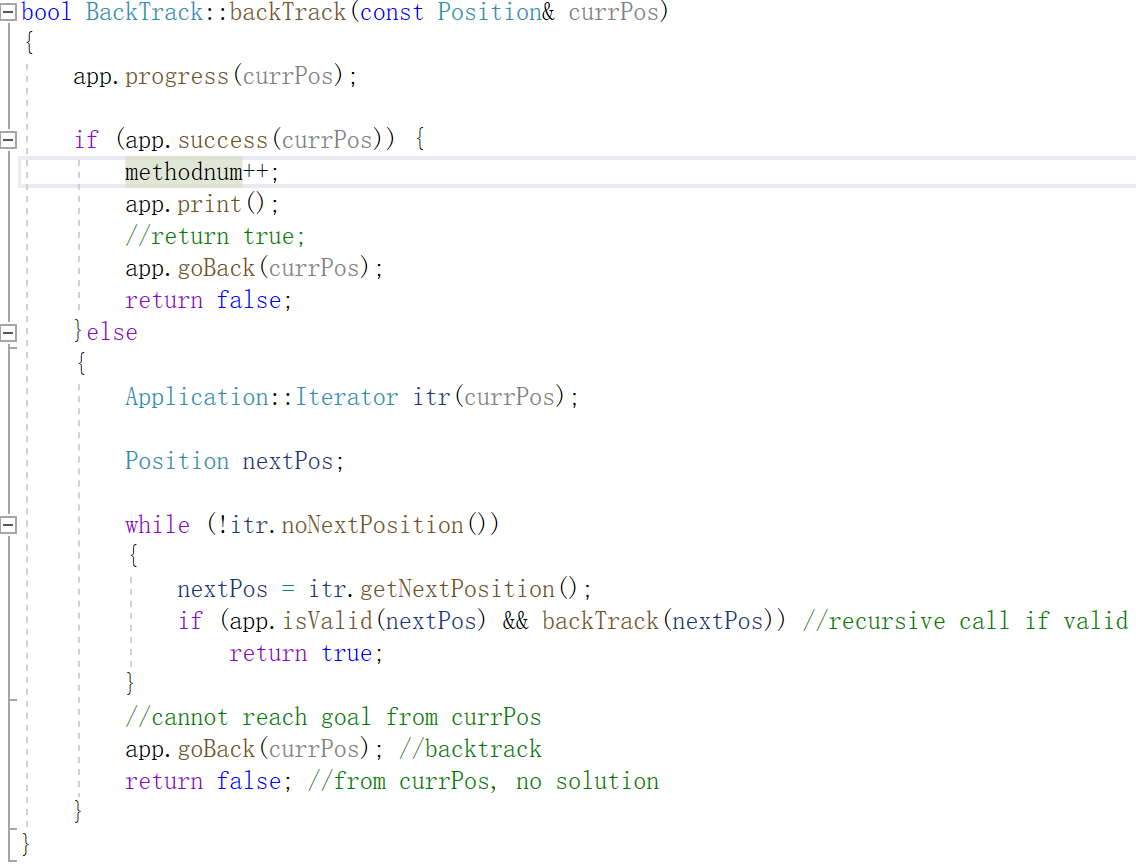 bool BackTrack::backTrack(const Position& currPos)
{
app.progress(currPos);
if (app.success(currPos)) {
methodnum++;
app.print();
//return true;
app.goBack(currPos);
return false;
}else
{
Application::Iterator itr(currPos);
Position nextPos;
while (!itr.noNextPosition())
{
nextPos = itr.getNextPosition();
if (app.isValid(nextPos) && backTrack(nextPos)) //recursive call if valid
return true;
}
//cannot reach goal from currPos
app.goBack(currPos); //backtrack
return false; //from currPos, no solution
}
}